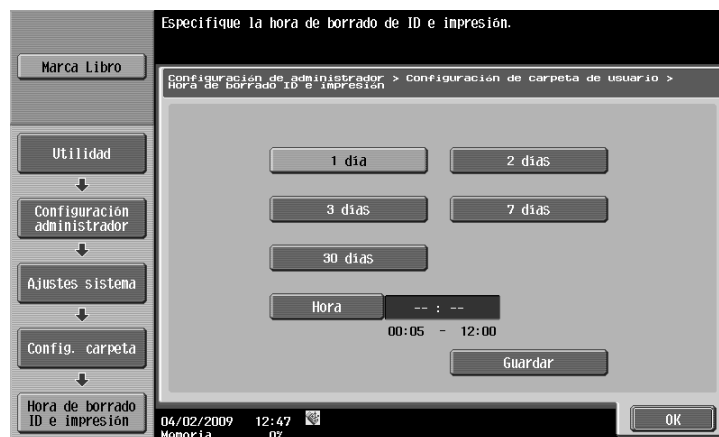 Especifique la hora de borrado de ID e impresión.
Marca Libro
Configuración de administrador > Configuración de carpeta de usuario >
Hora de borrado ID e impresión
Utilidad
Configuración
administrador
Ajustes sistema
Config. carpeta
Hora de borrado
ID e impresión
1 día
2 días
3 días
7 días
30 días
Hora
-- : --
00:05 - 12:00
Guardar
04/02/2009 12:47
Memoria 0%
OK